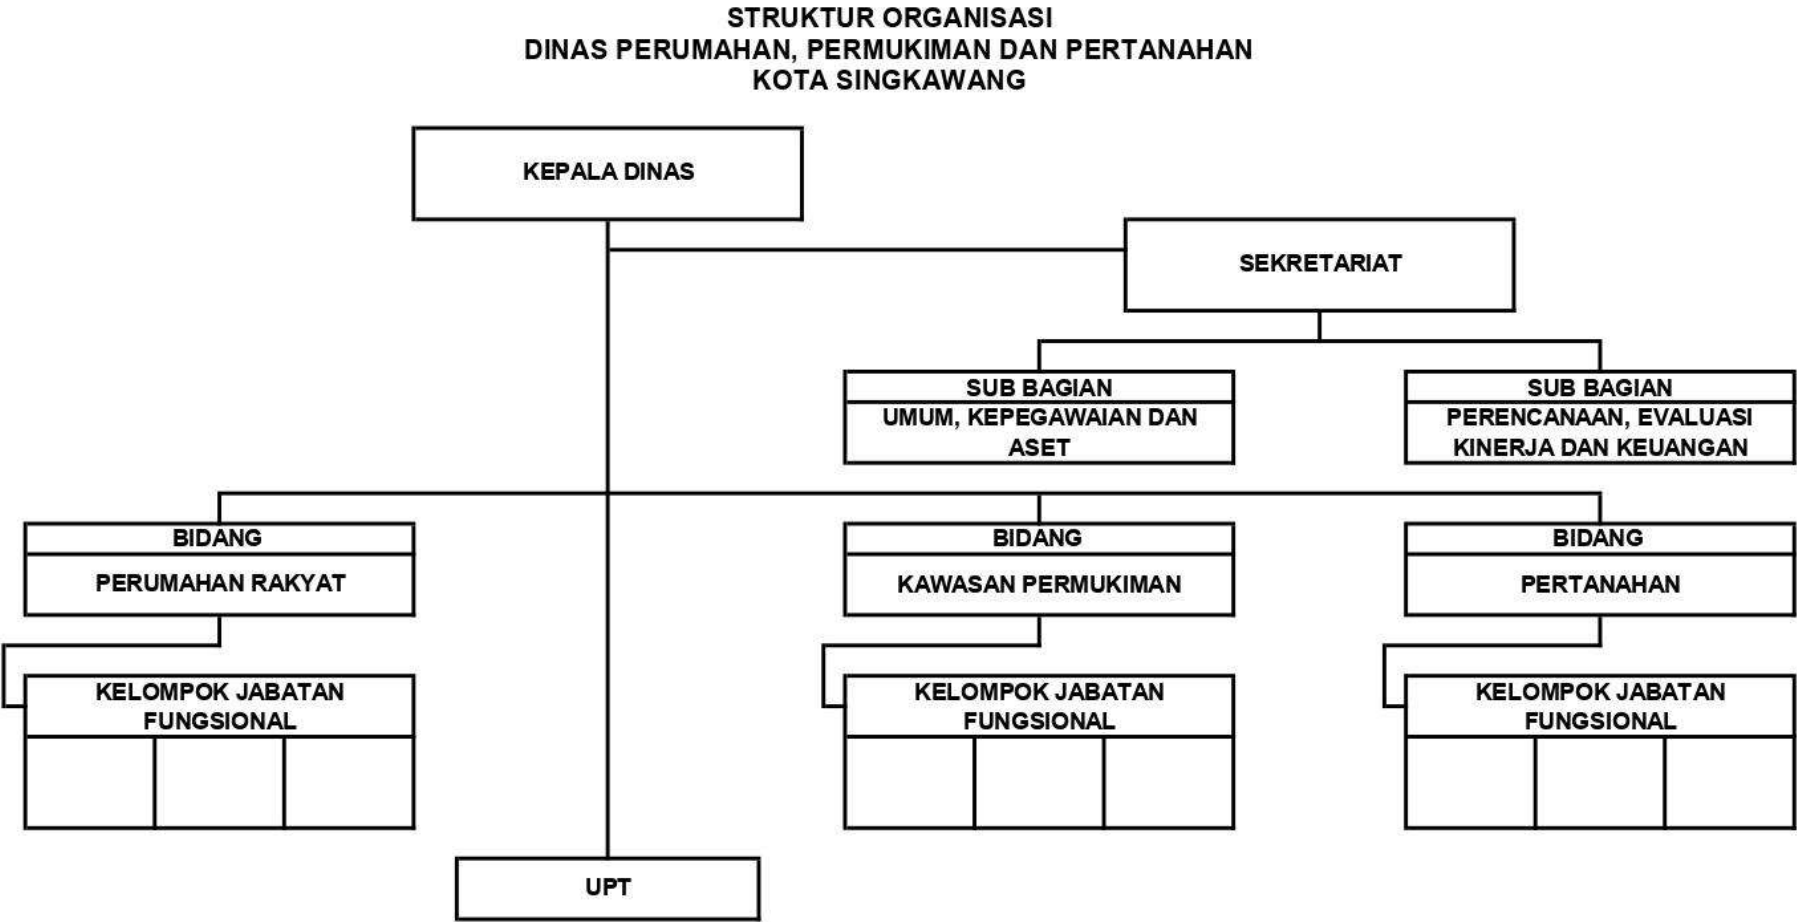 STRUKTUR ORGANISASI
DINAS PERUMAHAN, PERMUKIMAN DAN PERTANAHAN
KOTA SINGKAWANG
KEPALA DINAS
SEKRETARIAT
SUB BAGIAN
UMUM, KEPEGAWAIAN DAN
ASET
SUB BAGIAN
PERENCANAAN, EVALUASI
KINERJA DAN KEUANGAN
BIDANG
PERUMAHAN RAKYAT
BIDANG
KAWASAN PERMUKIMAN
BIDANG
PERTANAHAN
KELOMPOK JABATAN
FUNGSIONAL
KELOMPOK JABATAN
FUNGSIONAL
KELOMPOK JABATAN
FUNGSIONAL
UPT